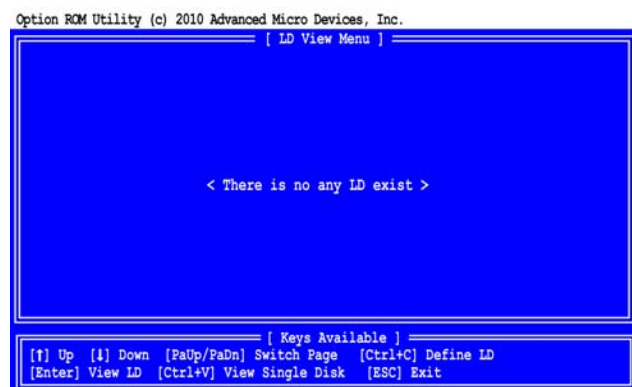 Option ROM Utility (c) 2010 Advanced Micro Devices, Inc.
[ LD View Menu ]
< There is no any LD exist >
[ Keys Available ]
[↑] Up [↓] Down [PaUp/PaDn] Switch Page [Ctrl+C] Define LD
[Enter] View LD [Ctrl+V] View Single Disk [ESC] Exit